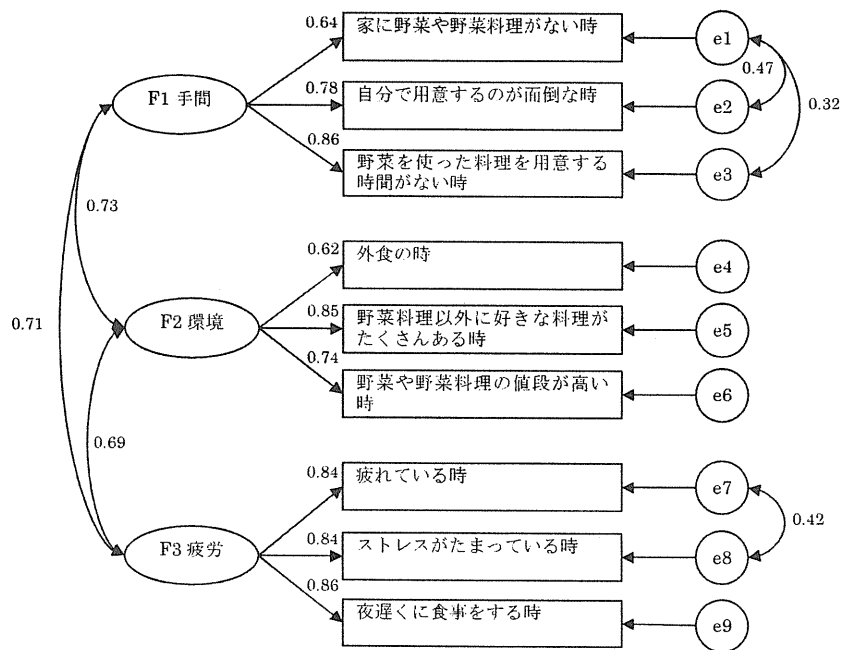 0.64
家に野菜や野菜料理がない時
e1
0.47
0.78
F1 手間
自分で用意するのが面倒な時
e2
0.32
0.86
野菜を使った料理を用意する
時間がない時
e3
0.73
0.62
外食の時
e4
0.71
F2 環境
0.85
野菜料理以外に好きな料理が
たくさんある時
e5
0.74
野菜や野菜料理の値段が高い
時
e6
0.69
0.84
疲れている時
e7
0.42
F3 疲労
0.84
ストレスがたまっている時
e8
0.86
夜遅くに食事をする時
e9